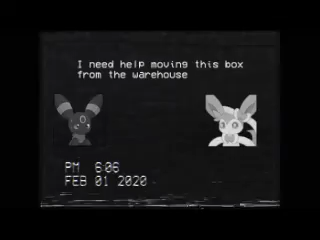 I need help moving this box
from the warehouse
PM 6:06
FEB 01 2020